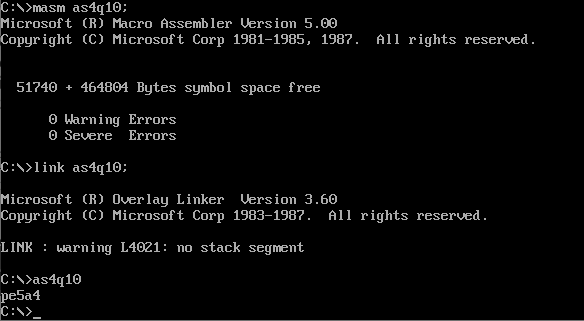 C:\>masm as4q10;
Microsoft (R) Macro Assembler Version 5.00
Copyright (C) Microsoft Corp 1981-1985, 1987.  All rights reserved.
51740 + 464804 Bytes symbol space free
0 Warning Errors
0 Severe  Errors
C:\>link as4q10;
Microsoft (R) Overlay Linker  Version 3.60
Copyright (C) Microsoft Corp 1983-1987.  All rights reserved.
LINK : warning L4021: no stack segment
C:\>as4q10
pe5a4
C:\>_